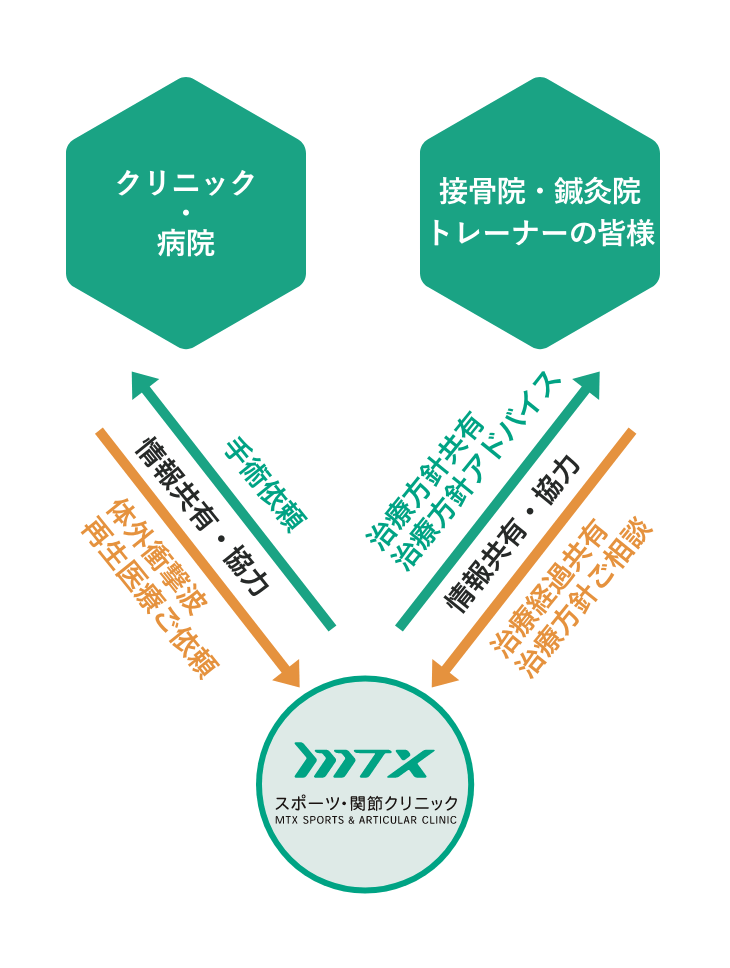 クリニック
・
病院
接骨院・鍼灸院
トレーナーの皆様
手術依頼
情報共有・協力
体外衝撃波
再生医療ご依頼
治療方針共有
治療方針アドバイス
情報共有・協力
治療経過共有
治療方針ご相談
MTX
スポーツ・関節クリニック
MTX SPORTS & ARTICULAR CLINIC